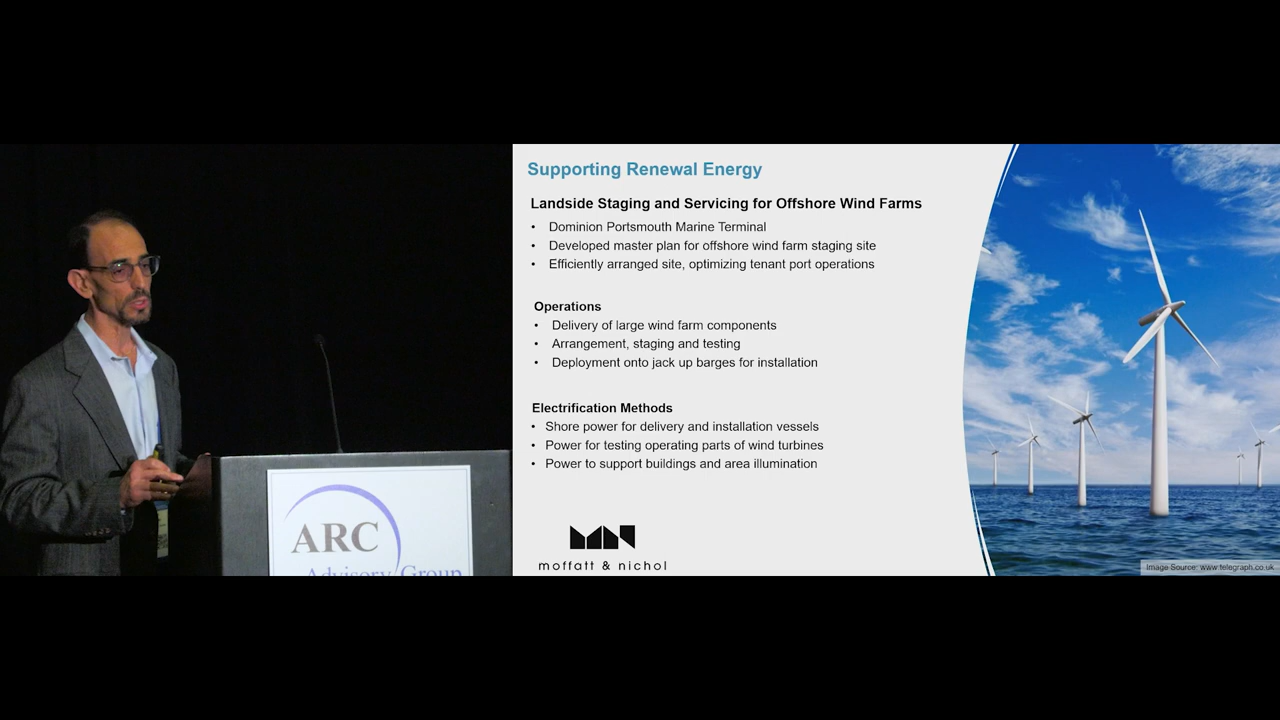 Supporting Renewal Energy
Landside Staging and Servicing for Offshore Wind Farms
• Dominion Portsmouth Marine Terminal
• Developed master plan for offshore wind farm staging site
• Efficiently arranged site, optimizing tenant port operations
Operations
• Delivery of large wind farm components
• Arrangement, staging and testing
• Deployment onto jack up barges for installation
Electrification Methods
• Shore power for delivery and installation vessels
• Power for testing operating parts of wind turbines
• Power to support buildings and area illumination
moffatt & nichol
Image Source: www.telegraph.co.uk
ARC
Advisory Group